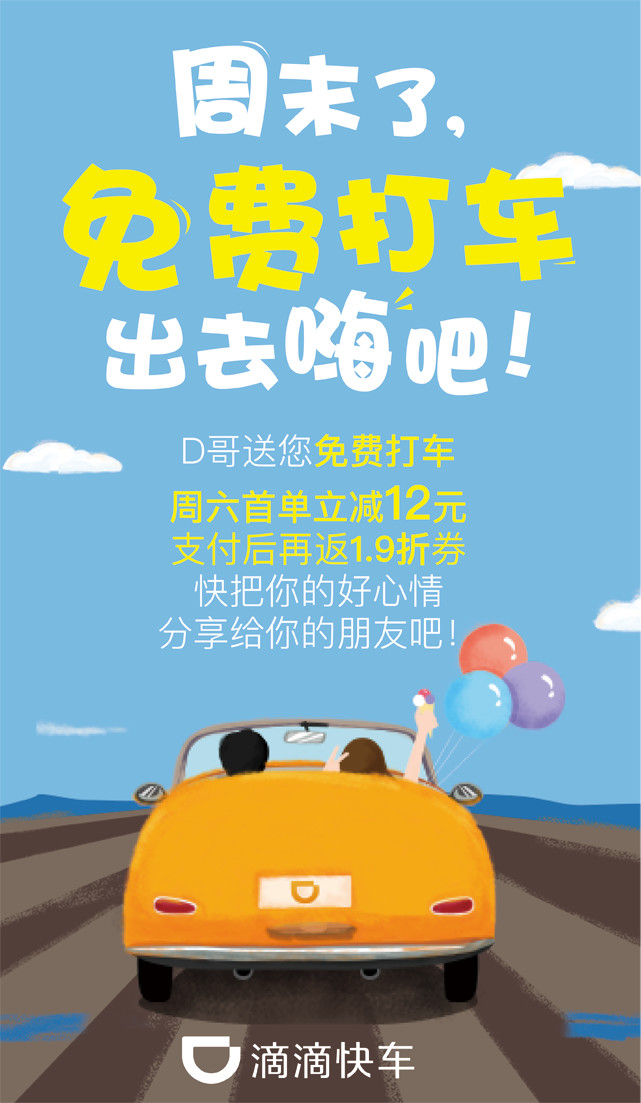 周末了,
免费打车
出去嗨吧!
D哥送您免费打车
周六首单立减12元
支付后再返1.9折券
快把你的好心情
分享给你的朋友吧!
滴滴快车